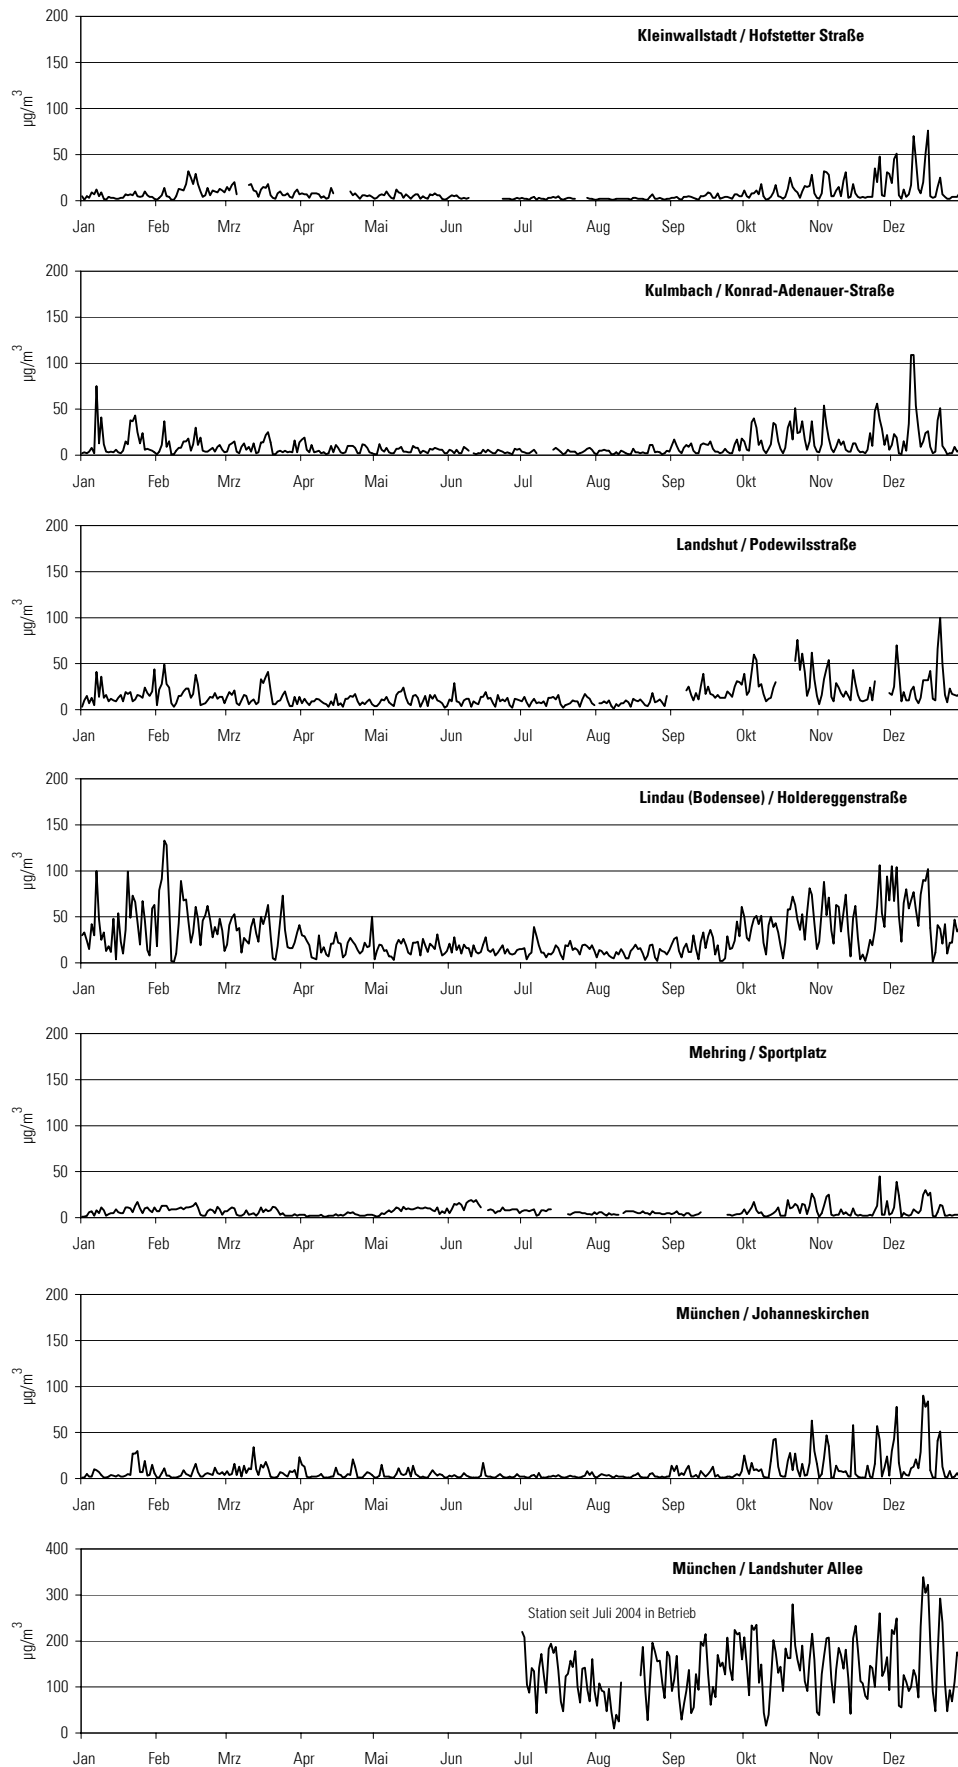 200
Kleinwallstadt / Hofstetter Straße
150
µg/m³
100
50
0
Jan Feb Mrz Apr Mai Jun Jul Aug Sep Okt Nov Dez
200
Kulmbach / Konrad-Adenauer-Straße
150
µg/m³
100
50
0
Jan Feb Mrz Apr Mai Jun Jul Aug Sep Okt Nov Dez
200
Landshut / Podewilsstraße
150
µg/m³
100
50
0
Jan Feb Mrz Apr Mai Jun Jul Aug Sep Okt Nov Dez
200
Lindau (Bodensee) / Holdereggenstraße
150
µg/m³
100
50
0
Jan Feb Mrz Apr Mai Jun Jul Aug Sep Okt Nov Dez
200
Mehring / Sportplatz
150
µg/m³
100
50
0
Jan Feb Mrz Apr Mai Jun Jul Aug Sep Okt Nov Dez
200
München / Johanneskirchen
150
µg/m³
100
50
0
Jan Feb Mrz Apr Mai Jun Jul Aug Sep Okt Nov Dez
400
München / Landshuter Allee
300
Station seit Juli 2004 in Betrieb
µg/m³
200
100
0
Jan Feb Mrz Apr Mai Jun Jul Aug Sep Okt Nov Dez